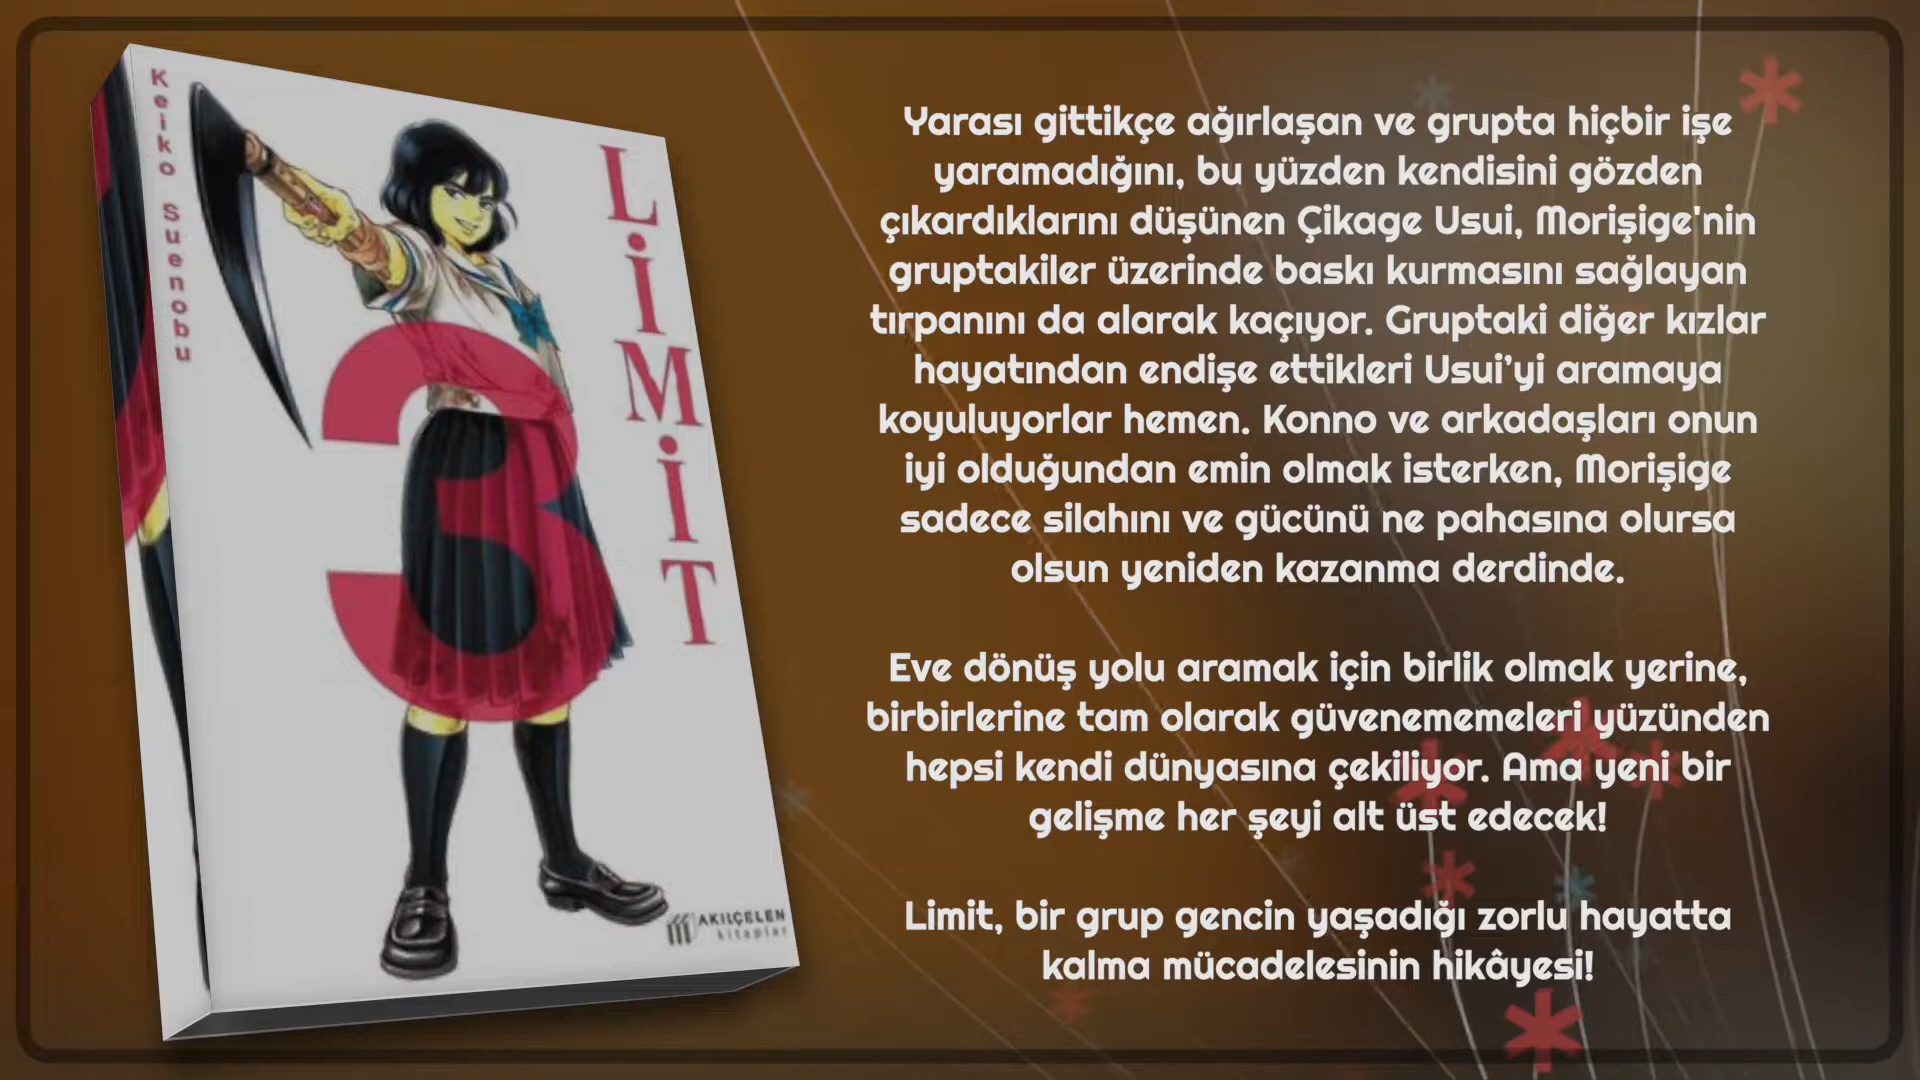 Keiko Suenobu
LİMİT
3
AKILÇELEN
kitaplar
Yarası gittikçe ağırlaşan ve grupta hiçbir işe
yaramadığını, bu yüzden kendisini gözden
çıkardıklarını düşünen Çikage Usui, Morişige'nin
gruptakiler üzerinde baskı kurmasını sağlayan
tırpanını da alarak kaçıyor. Gruptaki diğer kızlar
hayatından endişe ettikleri Usui’yi aramaya
koyuluyorlar hemen. Konno ve arkadaşları onun
iyi olduğundan emin olmak isterken, Morişige
sadece silahını ve gücünü ne pahasına olursa
olsun yeniden kazanma derdinde.
Eve dönüş yolu aramak için birlik olmak yerine,
birbirlerine tam olarak güvenememeleri yüzünden
hepsi kendi dünyasına çekiliyor. Ama yeni bir
gelişme her şeyi alt üst edecek!
Limit, bir grup gencin yaşadığı zorlu hayatta
kalma mücadelesinin hikâyesi!